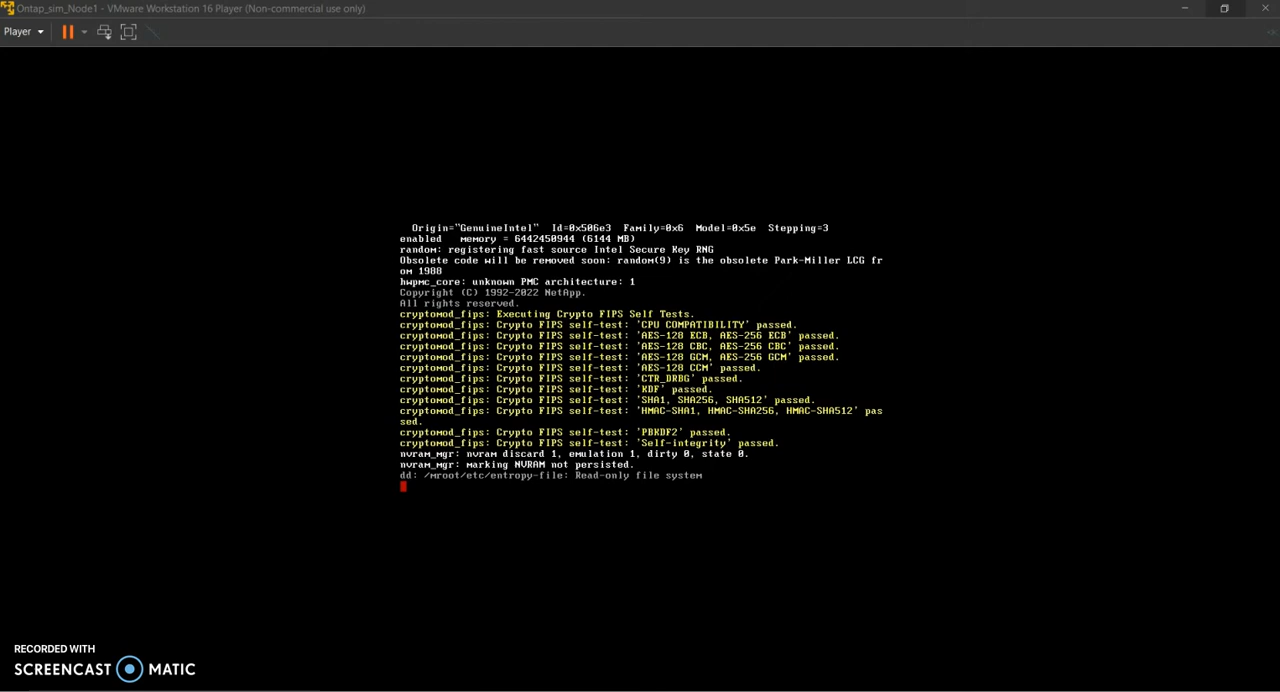 Ontap_sim_Node1 - VMware Workstation 16 Player (Non-commercial use only)
Player
Origin="GenuineIntel" Id=0x506e3 Family=0x6 Model=0x5e Stepping=3
enabled memory = 6442450944 (6144 MB)
random: registering fast source Intel Secure Key RNG
Obsolete code will be removed soon: random(9) is the obsolete Park-Miller LCG fr
om 1988
hwpmc_core: unknown PMC architecture: 1
Copyright (C) 1992-2022 NetApp.
All rights reserved.
cryptomod_fips: Executing Crypto FIPS Self Tests.
cryptomod_fips: Crypto FIPS self-test: 'CPU COMPATIBILITY' passed.
cryptomod_fips: Crypto FIPS self-test: 'AES-128 ECB, AES-256 ECB' passed.
cryptomod_fips: Crypto FIPS self-test: 'AES-128 CBC, AES-256 CBC' passed.
cryptomod_fips: Crypto FIPS self-test: 'AES-128 GCM, AES-256 GCM' passed.
cryptomod_fips: Crypto FIPS self-test: 'AES-128 CCM' passed.
cryptomod_fips: Crypto FIPS self-test: 'CTR_DRBG' passed.
cryptomod_fips: Crypto FIPS self-test: 'KDF' passed.
cryptomod_fips: Crypto FIPS self-test: 'SHA1, SHA256, SHA512' passed.
cryptomod_fips: Crypto FIPS self-test: 'HMAC-SHA1, HMAC-SHA256, HMAC-SHA512' pas
sed.
cryptomod_fips: Crypto FIPS self-test: 'PBKDF2' passed.
cryptomod_fips: Crypto FIPS self-test: 'Self-integrity' passed.
nvram_mgr: nvram discard 1, emulation 1, dirty 0, state 0.
nvram_mgr: marking NVRAM not persisted.
dd: /mroot/etc/entropy-file: Read-only file system
RECORDED WITH
SCREENCAST MATIC